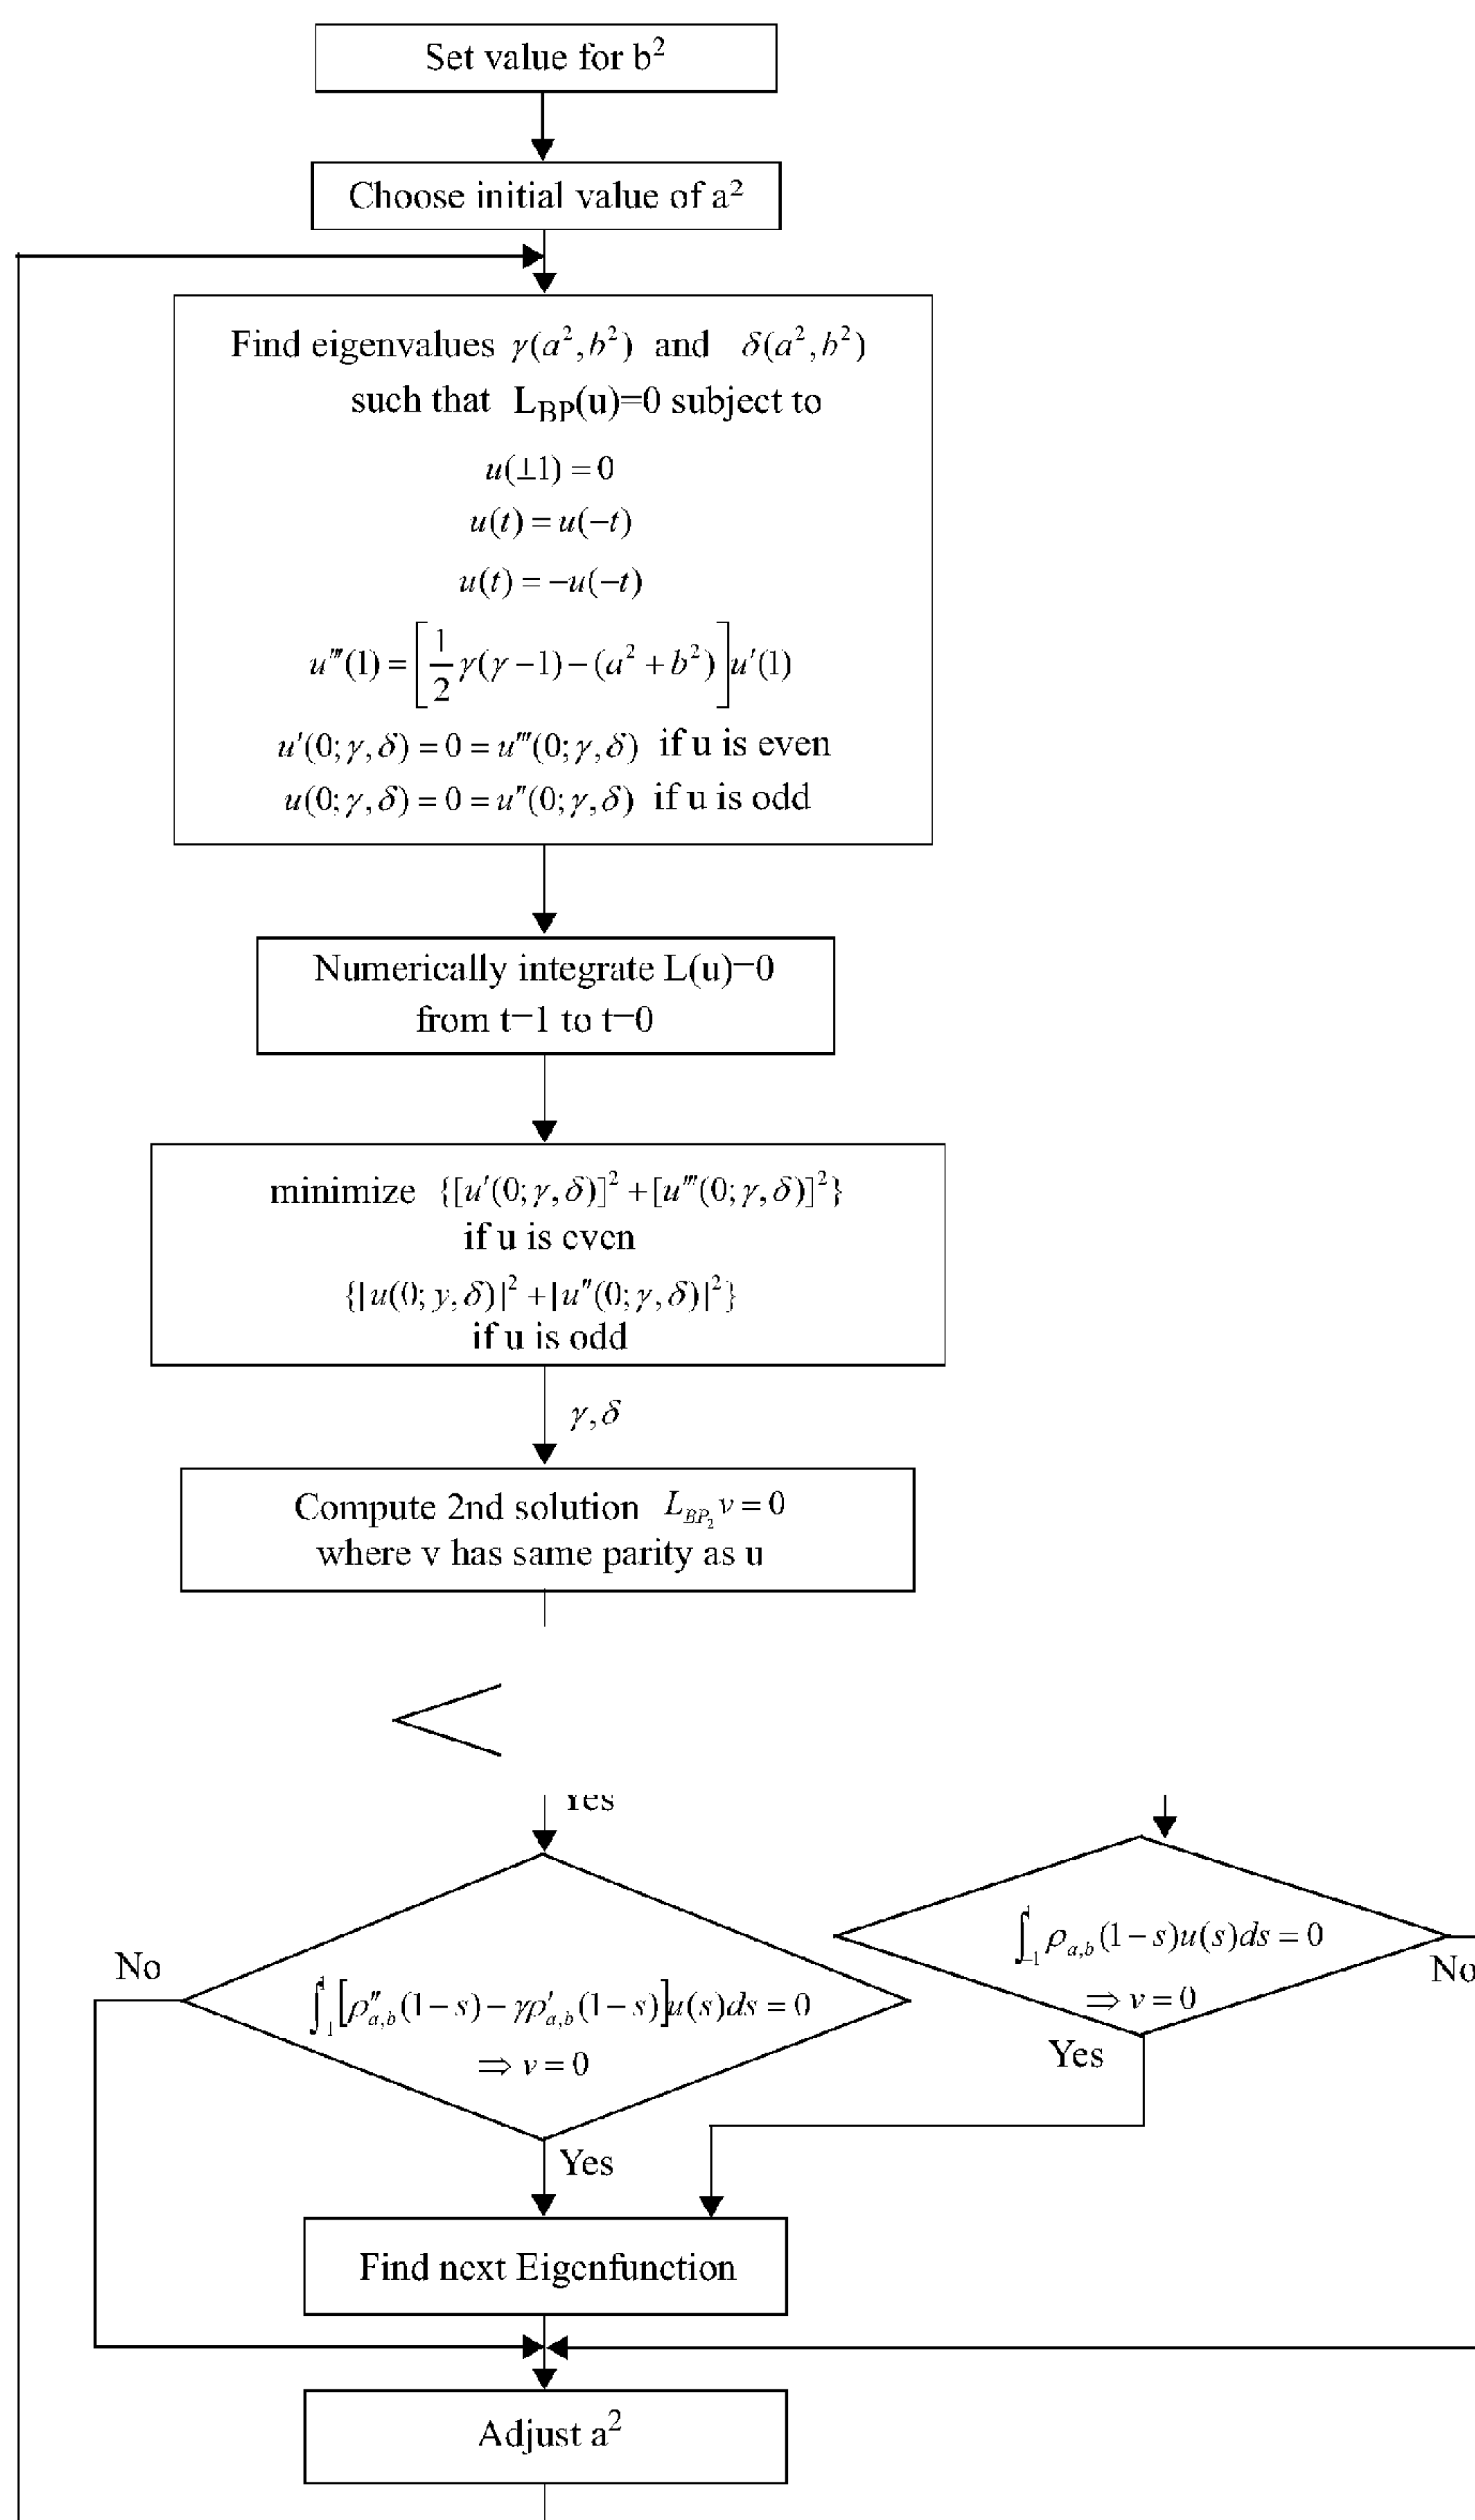 Set value for b²
Choose initial value of a²
Find eigenvalues γ(a²,b²) and δ(a²,b²)
such that L_BP(u)=0 subject to
u(±1) = 0
u(t) = u(−t)
u(t) = −u(−t)
u‴(1) = [1/2 γ(γ−1)−(a²+b²)]u′(1)
u′(0;γ,δ) = 0 = u‴(0;γ,δ) if u is even
u(0;γ,δ) = 0 = u″(0;γ,δ) if u is odd
Numerically integrate L(u)=0
from t=1 to t=0
minimize {[u′(0;γ,δ)]²+[u‴(0;γ,δ)]²}
if u is even
{[u(0;γ,δ)]²+[u″(0;γ,δ)]²}
if u is odd
γ,δ
Compute 2nd solution L_BP₂ v = 0
where v has same parity as u
Yes
∫₋₁¹ ρ_a,b(1−s)u(s)ds = 0
⇒ v = 0
No
Yes
No
∫₋₁¹ [ρ″_a,b(1−s)−γρ′_a,b(1−s)]u(s)ds = 0
⇒ v = 0
Yes
Find next Eigenfunction
Adjust a²